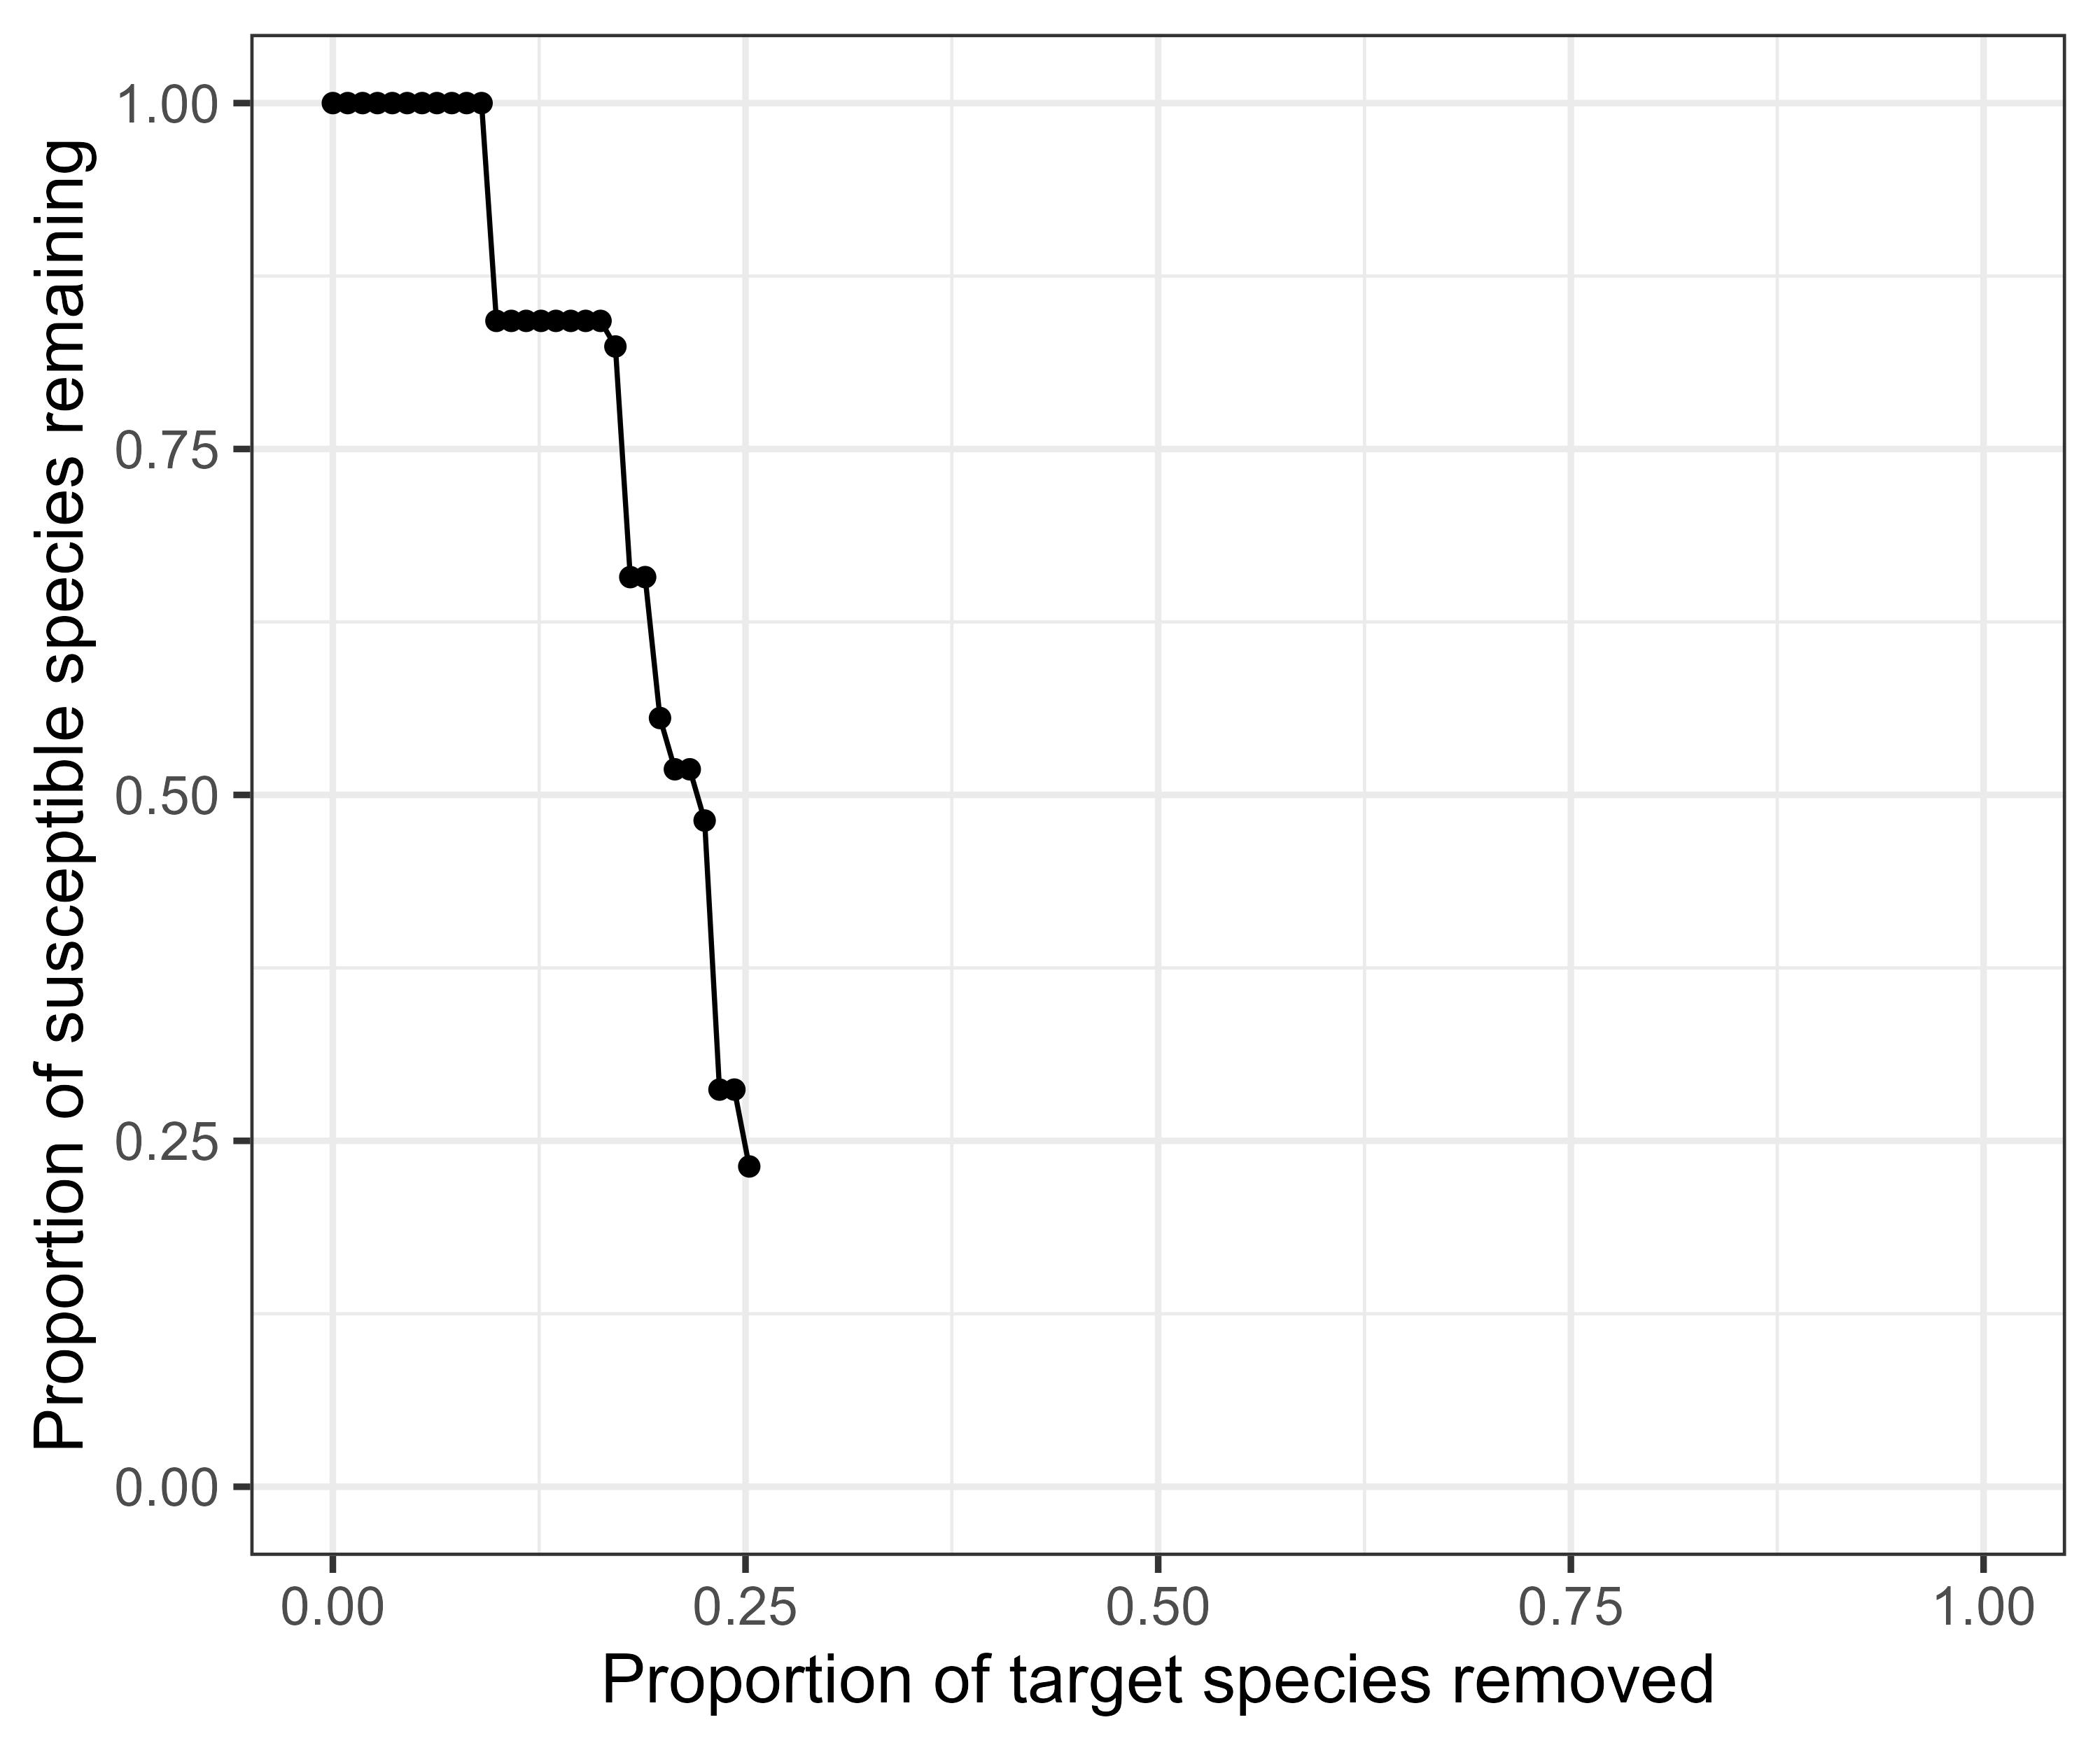 Proportion of susceptible species remaining
1.00
0.75
0.50
0.25
0.00
0.00 0.25 0.50 0.75 1.00
Proportion of target species removed